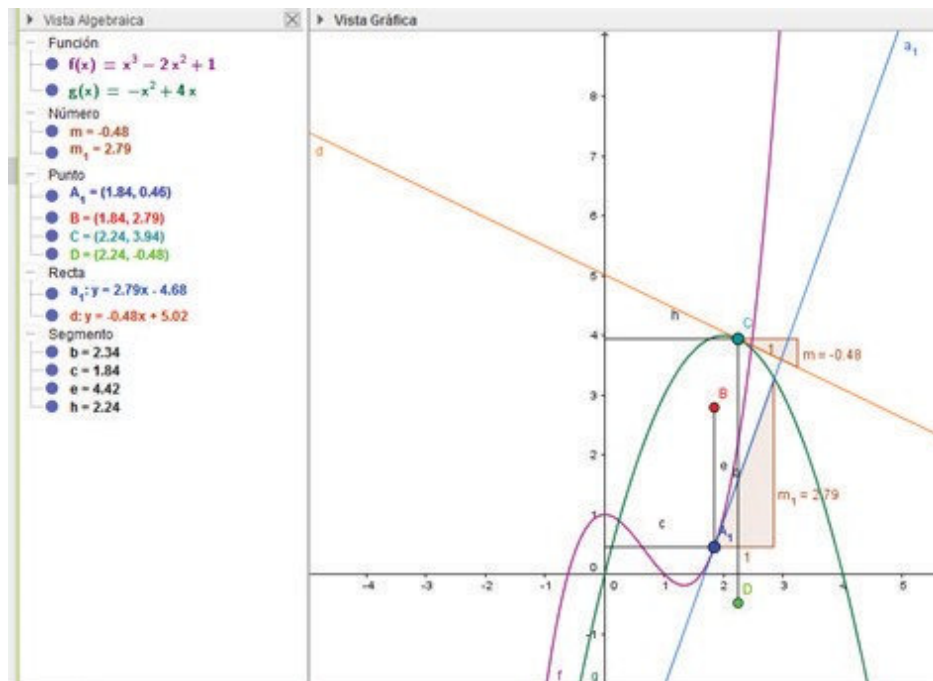 Vista Algebraica
Función
f(x) = x³ − 2 x² + 1
g(x) = −x² + 4 x
Número
m = -0.48
m₁ = 2.79
Punto
A₁ = (1.84, 0.46)
B = (1.84, 2.79)
C = (2.24, 3.94)
D = (2.24, -0.48)
Recta
a₁: y = 2.79x - 4.68
d: y = -0.48x + 5.02
Segmento
b = 2.34
c = 1.84
e = 4.42
h = 2.24
Vista Gráfica
a₁
8
7
d
6
5
h
C
4
1
m = -0.48
3
B
2
e
m₁ = 2.79
1
c
A₁
1
0
-4 -3 -2 -1 0 1 2 3 4 5
D
-1
f
g